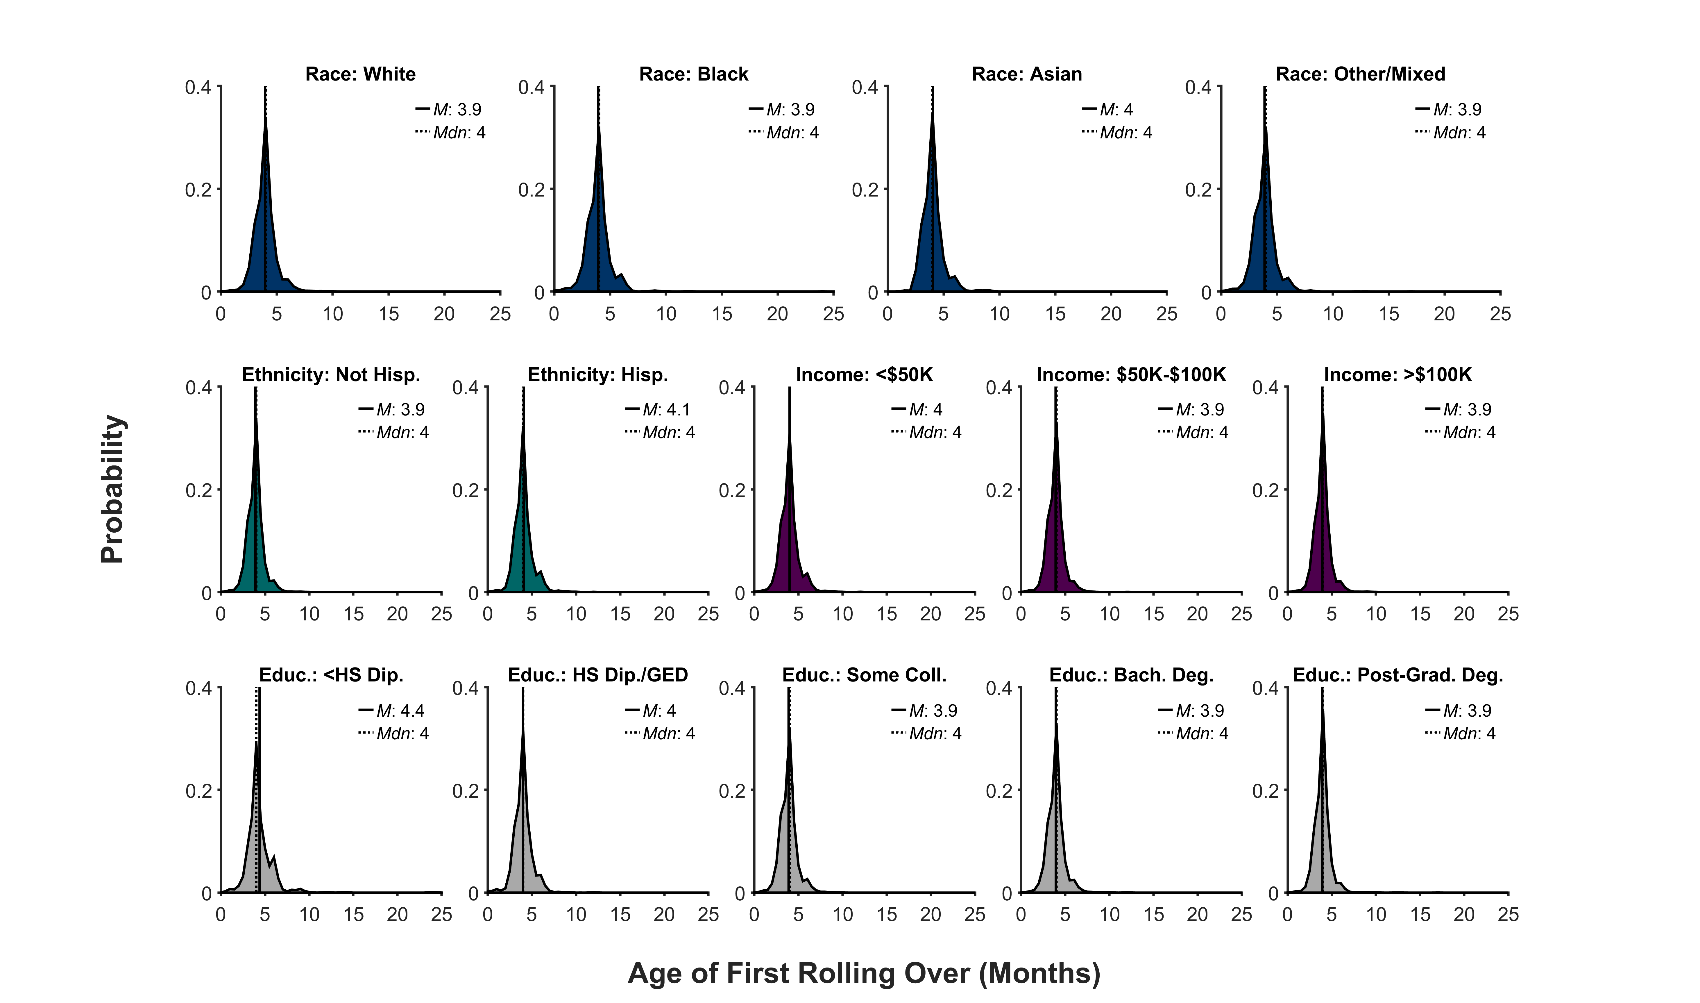 Race: White
Race: Black
Race: Asian
Race: Other/Mixed
0.4
M: 3.9
Mdn: 4
0.2
0
0 5 10 15 20 25
0.4
M: 3.9
Mdn: 4
0.2
0
0 5 10 15 20 25
0.4
M: 4
Mdn: 4
0.2
0
0 5 10 15 20 25
0.4
M: 3.9
Mdn: 4
0.2
0
0 5 10 15 20 25
Probability
Ethnicity: Not Hisp.
Ethnicity: Hisp.
Income: <$50K
Income: $50K-$100K
Income: >$100K
0.4
M: 3.9
Mdn: 4
0.2
0
0 5 10 15 20 25
0.4
M: 4.1
Mdn: 4
0.2
0
0 5 10 15 20 25
0.4
M: 4
Mdn: 4
0.2
0
0 5 10 15 20 25
0.4
M: 3.9
Mdn: 4
0.2
0
0 5 10 15 20 25
0.4
M: 3.9
Mdn: 4
0.2
0
0 5 10 15 20 25
Educ.: <HS Dip.
Educ.: HS Dip./GED
Educ.: Some Coll.
Educ.: Bach. Deg.
Educ.: Post-Grad. Deg.
0.4
M: 4.4
Mdn: 4
0.2
0
0 5 10 15 20 25
0.4
M: 4
Mdn: 4
0.2
0
0 5 10 15 20 25
0.4
M: 3.9
Mdn: 4
0.2
0
0 5 10 15 20 25
0.4
M: 3.9
Mdn: 4
0.2
0
0 5 10 15 20 25
0.4
M: 3.9
Mdn: 4
0.2
0
0 5 10 15 20 25
Age of First Rolling Over (Months)